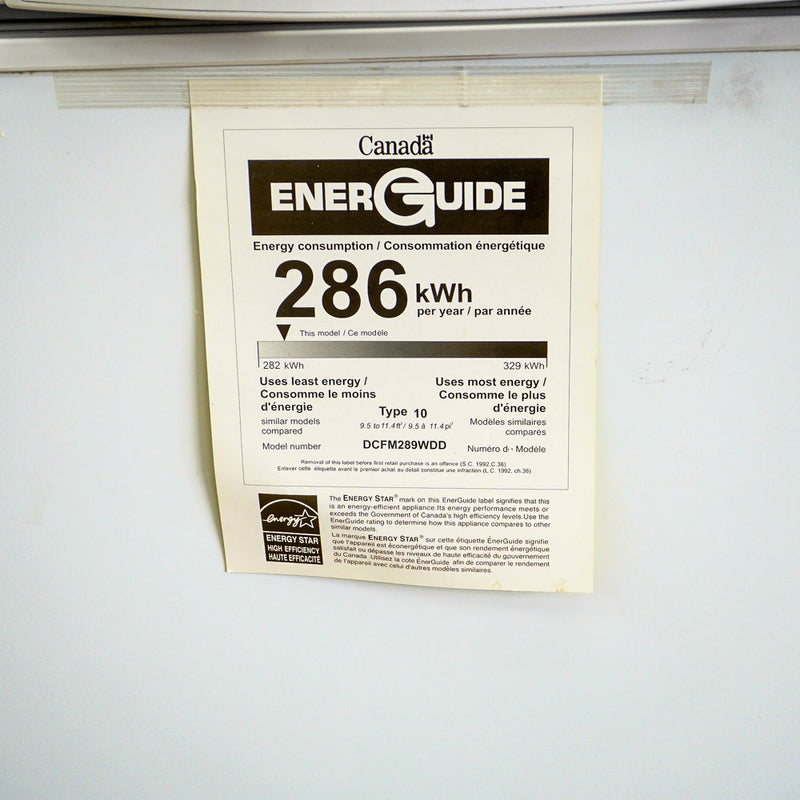 Canada
ENERGUIDE
Energy consumption / Consommation énergétique
286 kWh
per year / par année
This model / Ce modèle
282 kWh 329 kWh
Uses least energy / Uses most energy /
Consomme le moins Consomme le plus
d'énergie d'énergie
similar models Type 10 Modèles similaires
compared 9.5 to 11.4 ft³ / 9.5 à 11.4 pi³ comparés
Model number DCFM289WDD Numéro d·· Modèle
Removal of this label before first retail purchase is an offence (S.C. 1992,C.36)
Enlever cette étiquette avant le premier achat au détail constitue une infraction (L.C. 1992, ch.36)
energy
ENERGY STAR
HIGH EFFICIENCY
HAUTE EFFICACITÉ
The ENERGY STAR® mark on this EnerGuide label signifies that this
is an energy-efficient appliance.Its energy performance meets or
exceeds the Government of Canada's high efficiency levels.Use the
EnerGuide rating to determine how this appliance compares to other
similar models.
La marque ENERGY STAR® sur cette étiquette ÉnerGuide signifie
que l'appareil est éconergétique et que son rendement énergétique
satisfait ou dépasse les niveaux de haute efficacité du gouvernement
du Canada. Utilisez la cote ÉnerGuide afin de comparer le rendement
de l'appareil avec celui d'autres modèles similaires.